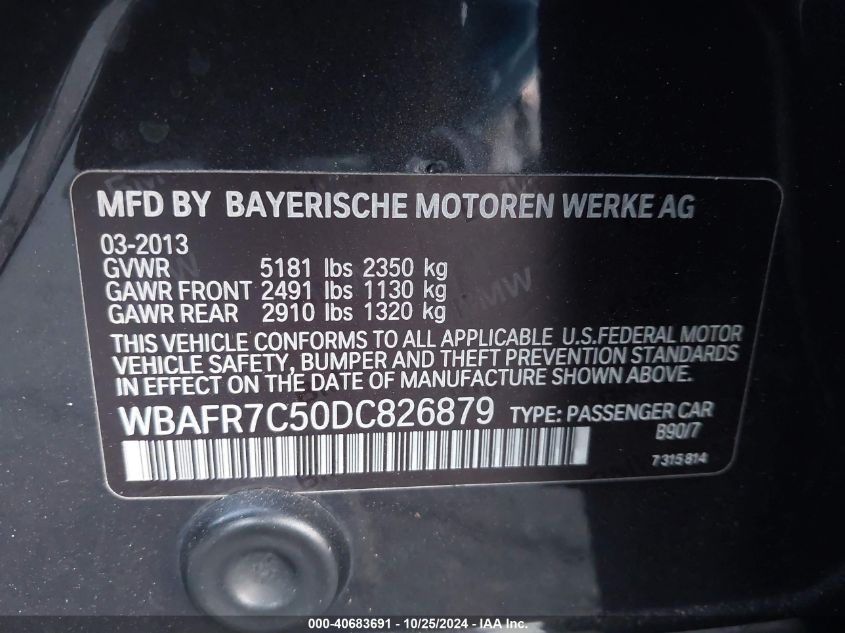 MFD BY BAYERISCHE MOTOREN WERKE AG
03-2013
GVWR 5181 lbs 2350 kg
GAWR FRONT 2491 lbs 1130 kg
GAWR REAR 2910 lbs 1320 kg
THIS VEHICLE CONFORMS TO ALL APPLICABLE U.S.FEDERAL MOTOR
VEHICLE SAFETY, BUMPER AND THEFT PREVENTION STANDARDS
IN EFFECT ON THE DATE OF MANUFACTURE SHOWN ABOVE.
WBAFR7C50DC826879 TYPE: PASSENGER CAR
B90/7
7315814
000-40683691 - 10/25/2024 - IAA Inc.